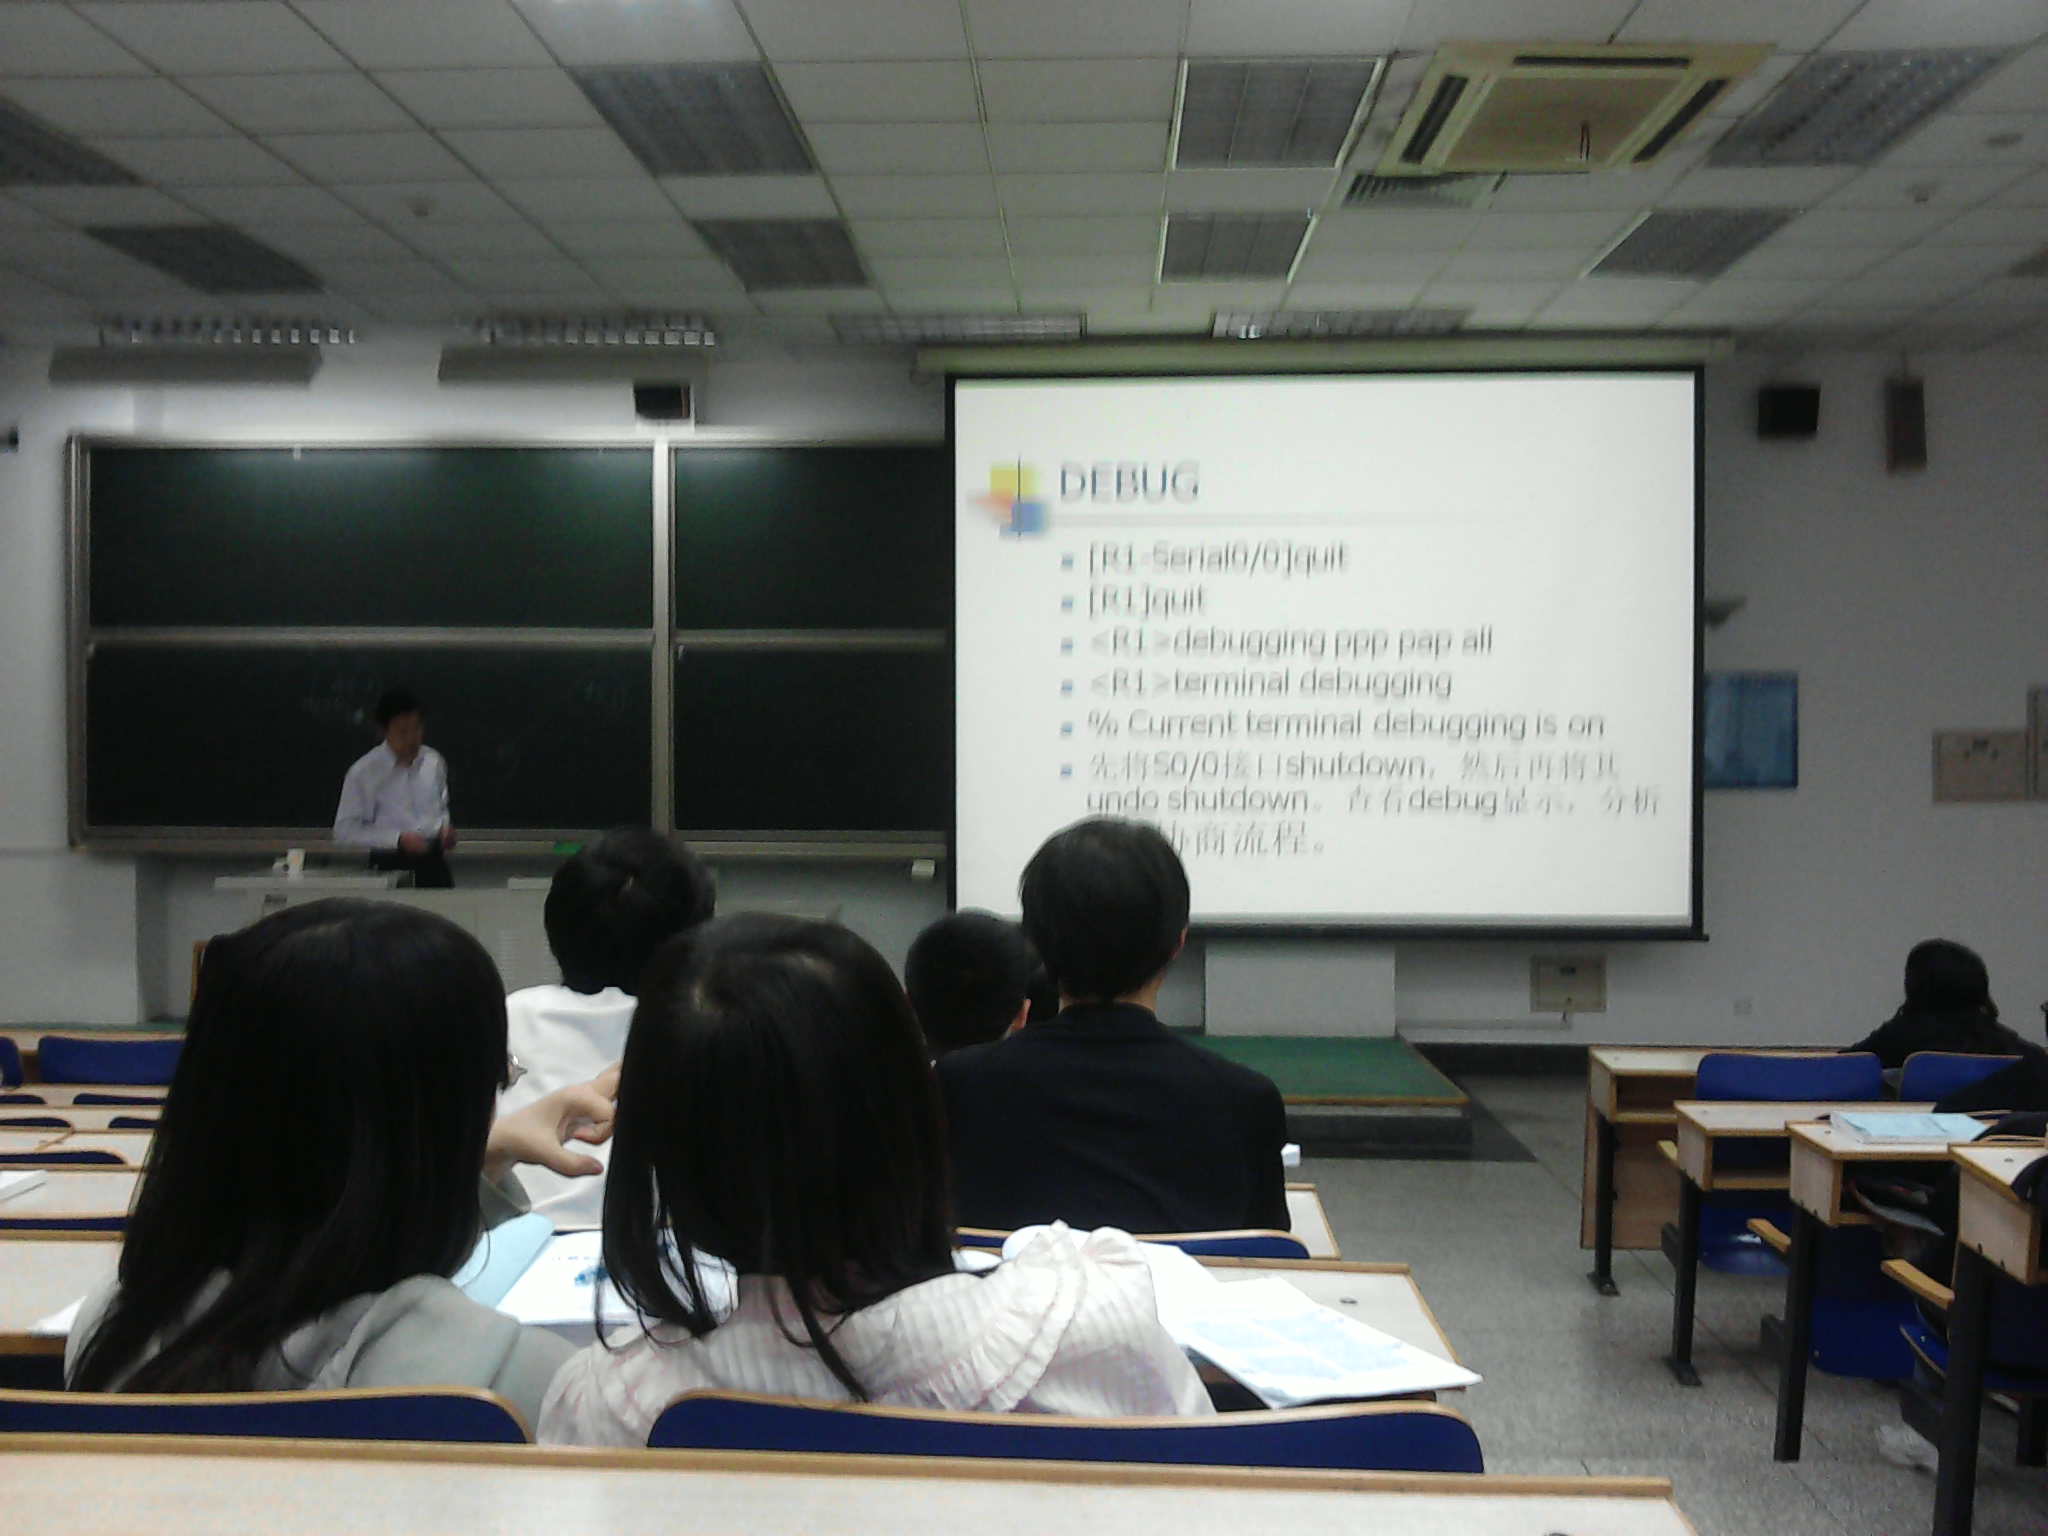 DEBUG
[R1-Serial0/0]quit
[R1]quit
<R1>debugging ppp pap all
<R1>terminal debugging
% Current terminal debugging is on
先将S0/0接口shutdown，然后再将其
undo shutdown。查看debug显示，分析
协商流程。